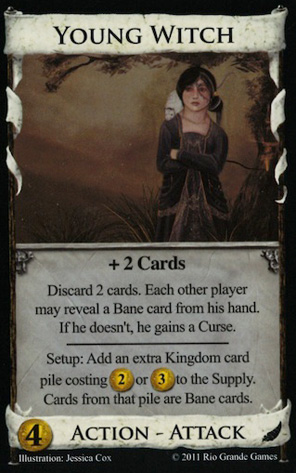 YOUNG WITCH
+2 Cards
Discard 2 cards. Each other player
may reveal a Bane card from his hand.
If he doesn't, he gains a Curse.
Setup: Add an extra Kingdom card
pile costing 2 or 3 to the Supply.
Cards from that pile are Bane cards.
4 ACTION - ATTACK
Illustration: Jessica Cox © 2011 Rio Grande Games